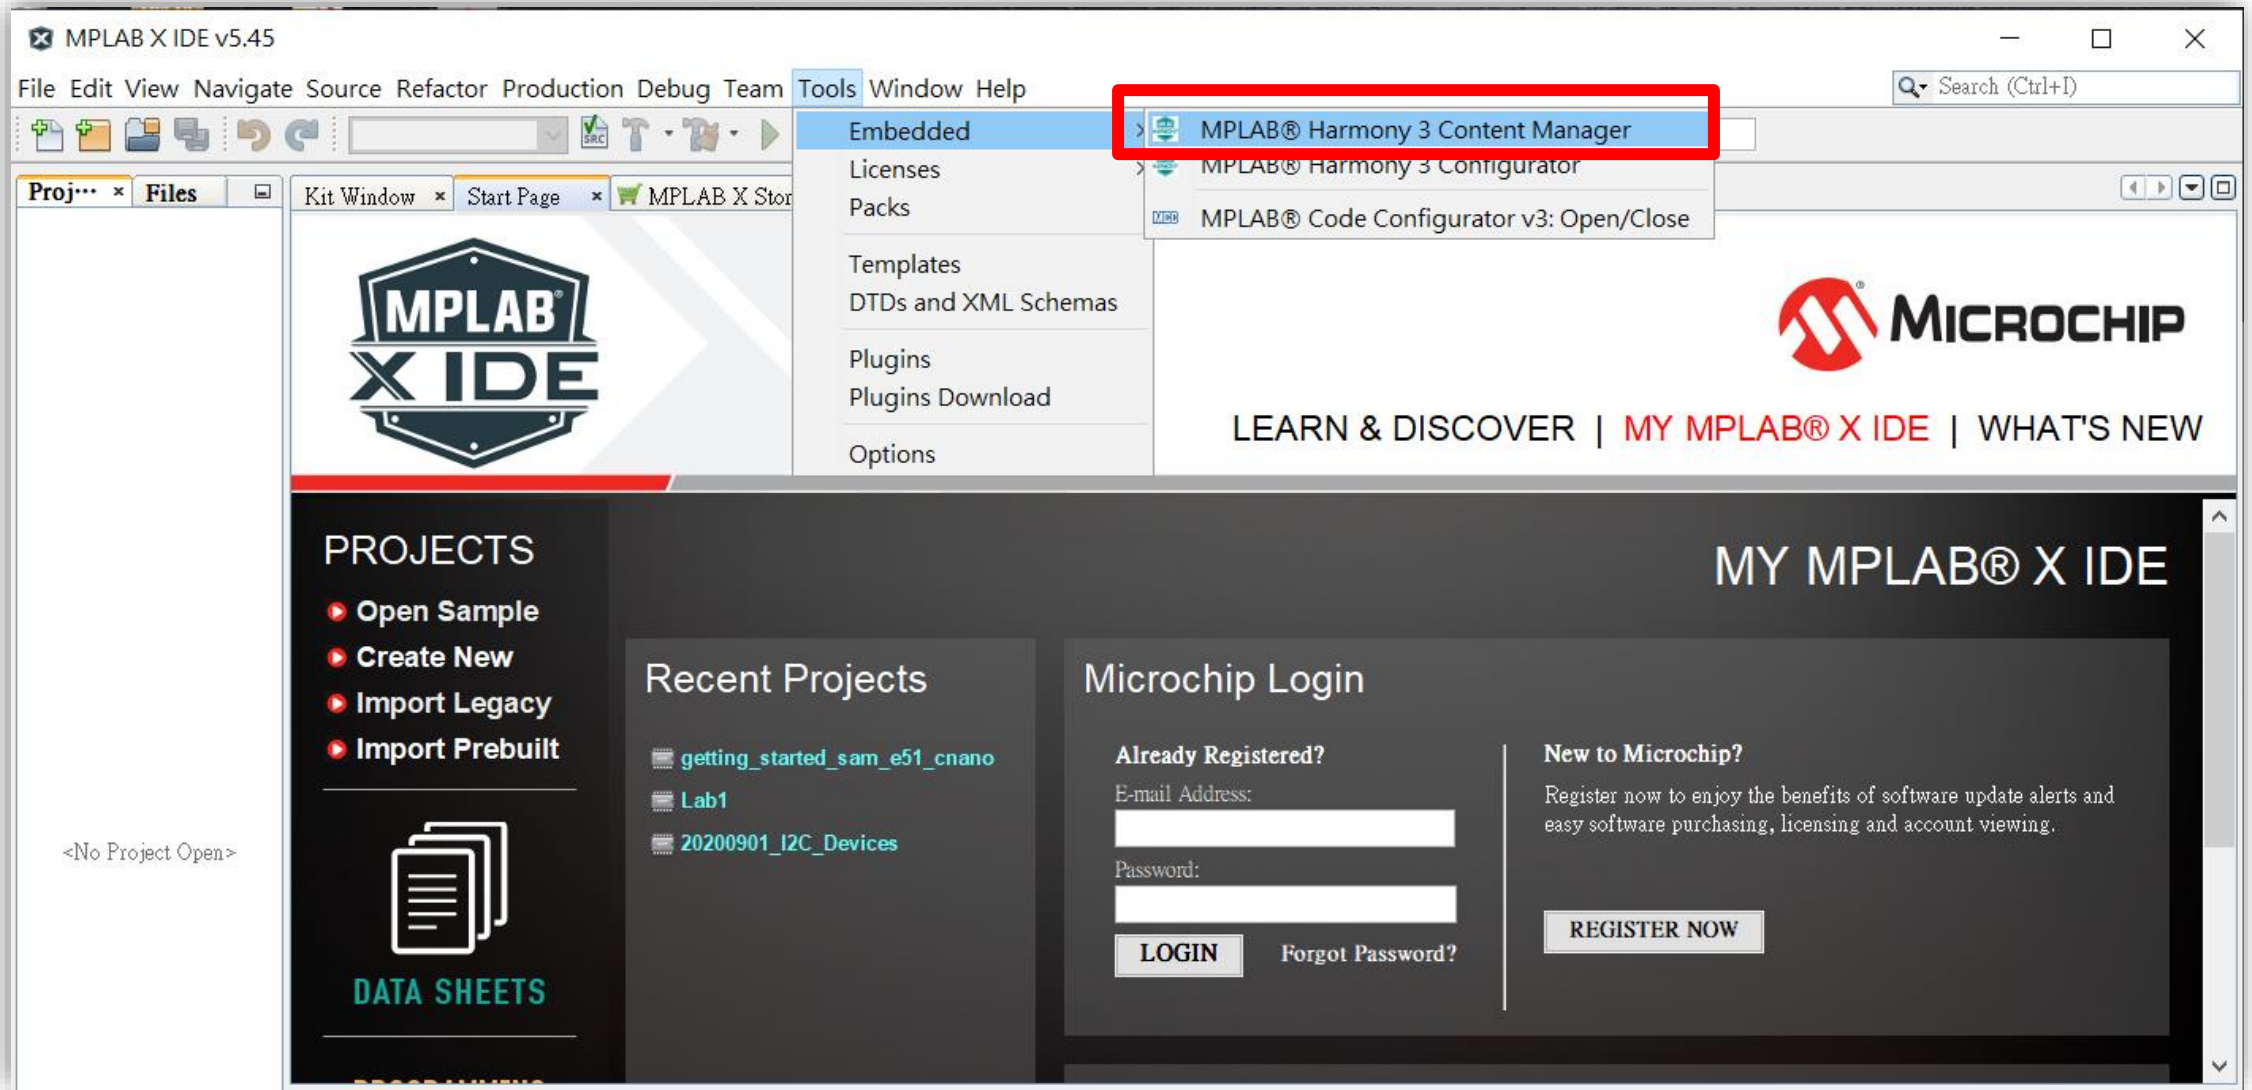 MPLAB X IDE v5.45
File Edit View Navigate Source Refactor Production Debug Team Tools Window Help
Search (Ctrl+I)
Embedded
Licenses
Packs
Templates
DTDs and XML Schemas
Plugins
Plugins Download
Options
MPLAB® Harmony 3 Content Manager
MPLAB® Harmony 3 Configurator
MPLAB® Code Configurator v3: Open/Close
Proj··· × Files
Kit Window × Start Page × MPLAB X Stor
MPLAB®
X IDE
MICROCHIP
LEARN & DISCOVER | MY MPLAB® X IDE | WHAT'S NEW
<No Project Open>
PROJECTS
Open Sample
Create New
Import Legacy
Import Prebuilt
DATA SHEETS
MY MPLAB® X IDE
Recent Projects
getting_started_sam_e51_cnano
Lab1
20200901_I2C_Devices
Microchip Login
Already Registered?
E-mail Address:
Password:
LOGIN Forgot Password?
New to Microchip?
Register now to enjoy the benefits of software update alerts and
easy software purchasing, licensing and account viewing.
REGISTER NOW